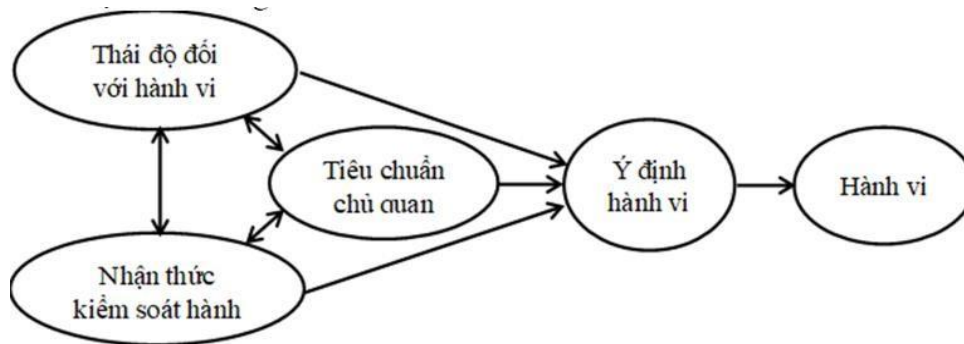 Thái độ đối
với hành vi
Tiêu chuẩn
chủ quan
Ý định
hành vi
Hành vi
Nhận thức
kiểm soát hành